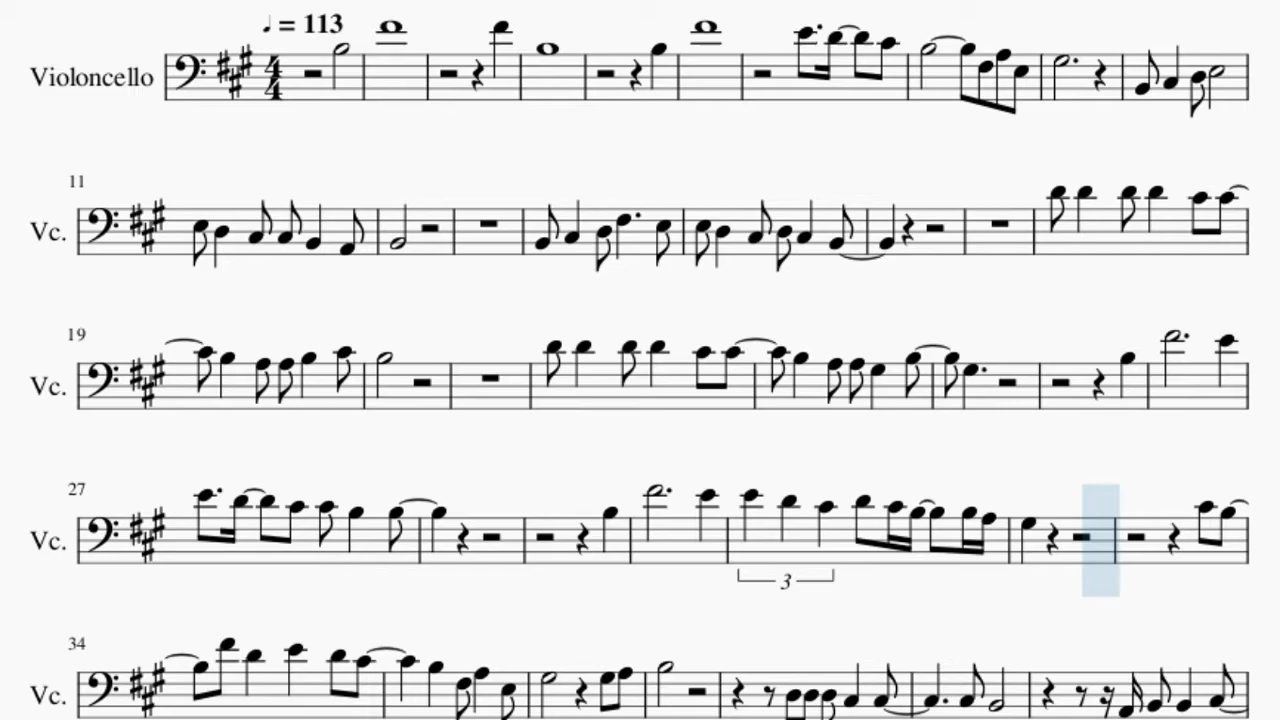 ♩ = 113
Violoncello
4
4
11
Vc.
19
Vc.
27
Vc.
3
34
Vc.